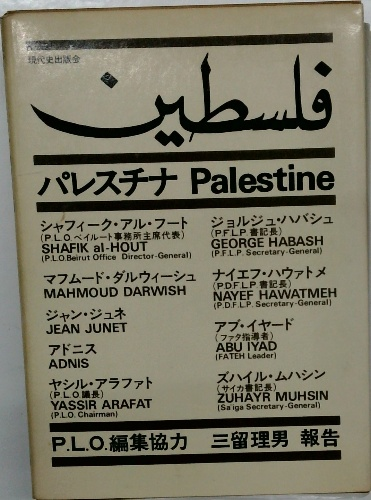 現代史出版会
فلسطين
パレスチナ Palestine
シャフィーク・アル・フート
(P.L.O.ベイルート事務所主席代表)
SHAFIK al-HOUT
(P.L.O.Beirut Office Director-General)
マフムード・ダルウィーシュ
MAHMOUD DARWISH
ジャン・ジュネ
JEAN JUNET
アドニス
ADNIS
ヤシル・アラファト
(P.L.O.議長)
YASSIR ARAFAT
(P.L.O. Chairman)
ジョルジュ・ハバシュ
(P.F.L.P. 書記長)
GEORGE HABASH
(P.F.L.P. Secretary-General)
ナイエフ・ハウァトメ
(P.D.F.L.P 書記長)
NAYEF HAWATMEH
(P.D.F.L.P. Secretary-General)
アブ・イヤード
(ファタ指導者)
ABU IYAD
(FATEH Leader)
ズハイル・ムハシン
(サイカ書記長)
ZUHAYR MUHSIN
(Sa'iga Secretary-General)
P.L.O.編集協力 三留理男 報告